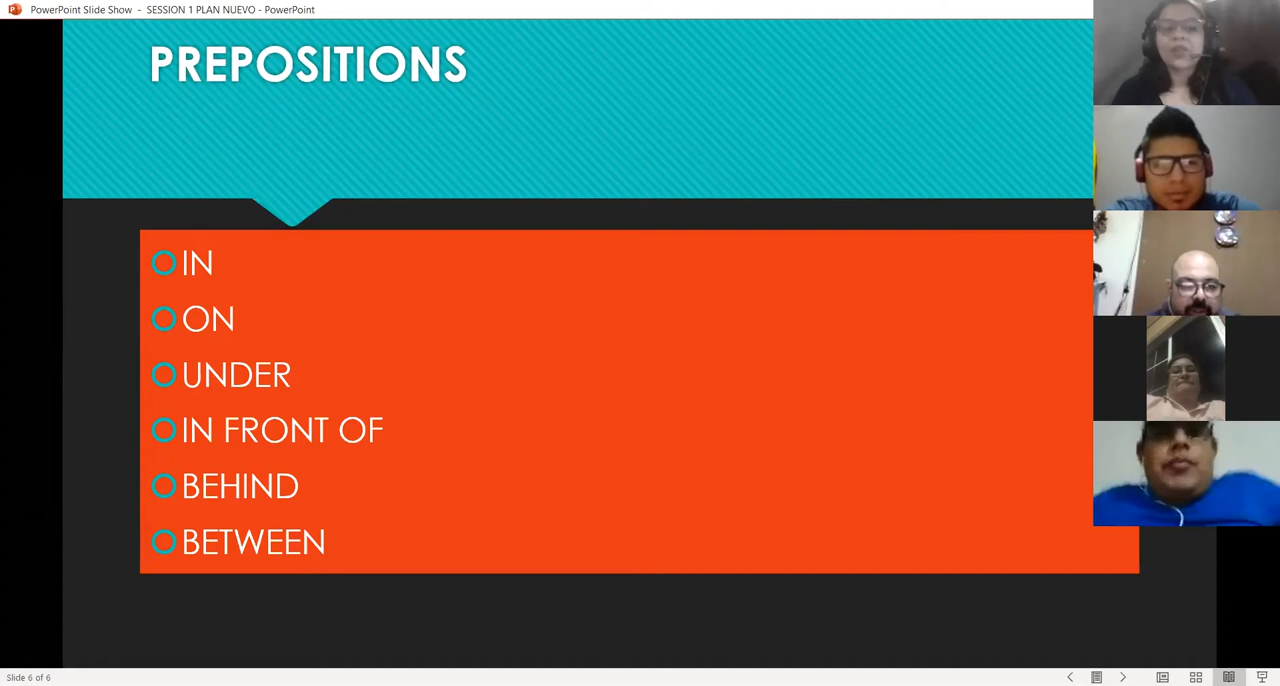 PowerPoint Slide Show - SESSION 1 PLAN NUEVO - PowerPoint
PREPOSITIONS
IN
ON
UNDER
IN FRONT OF
BEHIND
BETWEEN
Slide 6 of 6